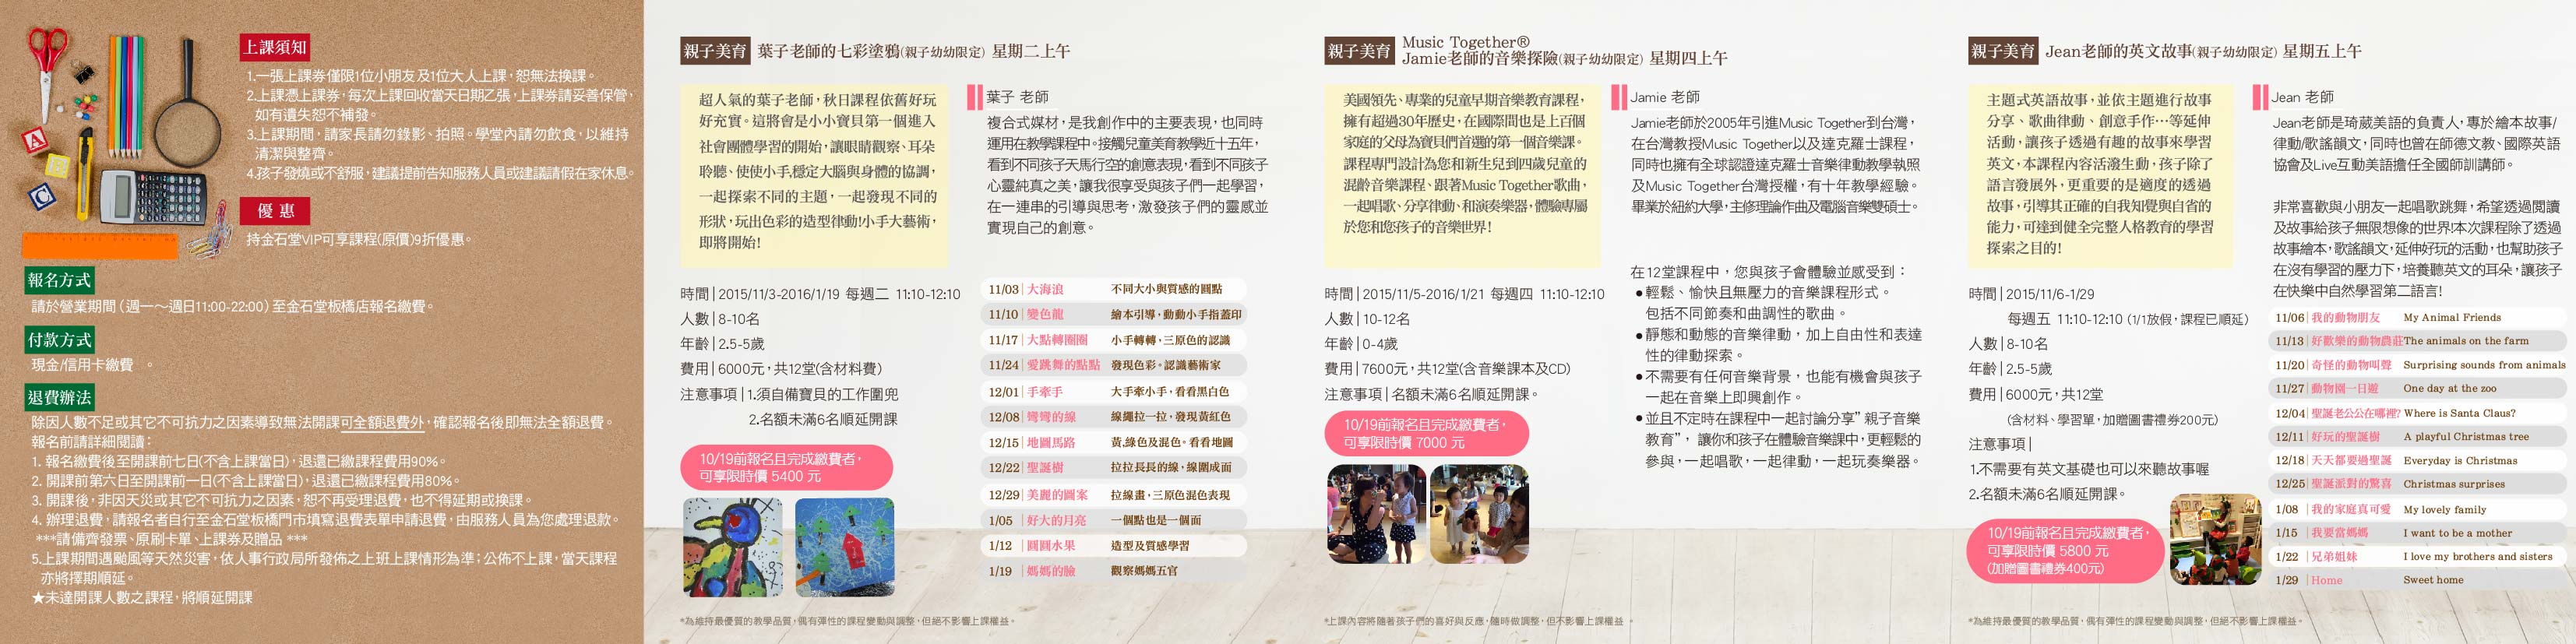 上課須知
1.一張上課券僅限1位小朋友及1位大人上課，恕無法換課。
2.上課憑上課券，每次上課回收當天日期乙張，上課券請妥善保管，
如有遺失恕不補發。
3.上課期間，請家長請勿錄影、拍照。學堂內請勿飲食，以維持
清潔與整齊。
4.孩子發燒或不舒服，建議提前告知服務人員或建議請假在家休息。
優 惠
持金石堂VIP可享課程(原價)9折優惠。
報名方式
請於營業期間（週一～週日11:00-22:00）至金石堂板橋店報名繳費。
付款方式
現金/信用卡繳費 。
退費辦法
除因人數不足或其它不可抗力之因素導致無法開課可全額退費外，確認報名後即無法全額退費。
報名前請詳細閱讀：
1. 報名繳費後至開課前七日(不含上課當日)，退還已繳課程費用90%。
2. 開課前第六日至開課前一日(不含上課當日)，退還已繳課程費用80%。
3. 開課後，非因天災或其它不可抗力之因素，恕不再受理退費，也不得延期或換課。
4. 辦理退費，請報名者自行至金石堂板橋門市填寫退費表單申請退費，由服務人員為您處理退款。
***請備齊發票、原刷卡單、上課券及贈品 ***
5.上課期間遇颱風等天然災害，依人事行政局所發佈之上班上課情形為準；公佈不上課，當天課程
亦將擇期順延。
★未達開課人數之課程，將順延開課
親子美育 葉子老師的七彩塗鴉(親子幼幼限定) 星期二上午
超人氣的葉子老師，秋日課程依舊好玩
好充實。這將會是小小寶貝第一個進入
社會團體學習的開始，讓眼睛觀察、耳朵
聆聽、使使小手，穩定大腦與身體的協調，
一起探索不同的主題，一起發現不同的
形狀，玩出色彩的造型律動!小手大藝術，
即將開始!
時間│2015/11/3-2016/1/19 每週二 11:10-12:10
人數│8-10名
年齡│2.5-5歲
費用│6000元，共12堂(含材料費)
注意事項│1.須自備寶貝的工作圍兜
2.名額未滿6名順延開課
10/19前報名且完成繳費者，
可享限時價 5400 元
葉子 老師
複合式媒材，是我創作中的主要表現，也同時
運用在教學課程中。接觸兒童美育教學近十五年，
看到不同孩子天馬行空的創意表現，看到不同孩子
心靈純真之美，讓我很享受與孩子們一起學習，
在一連串的引導與思考，激發孩子們的靈感並
實現自己的創意。
11/03│大海浪 不同大小與質感的圓點
11/10│變色龍 繪本引導，動動小手指蓋印
11/17│大點轉圈圈 小手轉轉，三原色的認識
11/24│愛跳舞的點點 發現色彩。認識藝術家
12/01│手牽手 大手牽小手，看看黑白色
12/08│彎彎的線 線繩拉一拉，發現黃紅色
12/15│地圖馬路 黃,綠色及混色。看看地圖
12/22│聖誕樹 拉拉長長的線，線圍成面
12/29│美麗的圖案 拉線畫，三原色混色表現
1/05│好大的月亮 一個點也是一個面
1/12│圓圓水果 造型及質感學習
1/19│媽媽的臉 觀察媽媽五官
*為維持最優質的教學品質，偶有彈性的課程變動與調整，但絕不影響上課權益。
親子美育 Music Together®
Jamie老師的音樂探險(親子幼幼限定) 星期四上午
美國領先、專業的兒童早期音樂教育課程，
擁有超過30年歷史，在國際間也是上百個
家庭的父母為寶貝們首選的第一個音樂課。
課程專門設計為您和新生兒到四歲兒童的
混齡音樂課程、跟著Music Together歌曲，
一起唱歌、分享律動、和演奏樂器，體驗專屬
於您和您孩子的音樂世界!
時間│2015/11/5-2016/1/21 每週四 11:10-12:10
人數│10-12名
年齡│0-4歲
費用│7600元，共12堂(含音樂課本及CD)
注意事項│名額未滿6名順延開課。
10/19前報名且完成繳費者，
可享限時價 7000 元
Jamie 老師
Jamie老師於2005年引進Music Together到台灣，
在台灣教授Music Together以及達克羅士課程，
同時也擁有全球認證達克羅士音樂律動教學執照
及Music Together台灣授權，有十年教學經驗。
畢業於紐約大學，主修理論作曲及電腦音樂雙碩士。
在12堂課程中，您與孩子會體驗並感受到：
●輕鬆、愉快且無壓力的音樂課程形式。
包括不同節奏和曲調性的歌曲。
●靜態和動態的音樂律動，加上自由性和表達
性的律動探索。
●不需要有任何音樂背景，也能有機會與孩子
一起在音樂上即興創作。
●並且不定時在課程中一起討論分享”親子音樂
教育”，讓你和孩子在體驗音樂課中，更輕鬆的
參與，一起唱歌，一起律動，一起玩奏樂器。
*上課內容將隨著孩子們的喜好與反應，隨時做調整，但不影響上課權益 。
親子美育 Jean老師的英文故事(親子幼幼限定) 星期五上午
主題式英語故事，並依主題進行故事
分享、歌曲律動、創意手作…等延伸
活動，讓孩子透過有趣的故事來學習
英文，本課程內容活潑生動，孩子除了
語言發展外，更重要的是適度的透過
故事，引導其正確的自我知覺與自省的
能力，可達到健全完整人格教育的學習
探索之目的!
時間│2015/11/6-1/29
每週五 11:10-12:10（1/1放假，課程已順延）
人數│8-10名
年齡│2.5-5歲
費用│6000元，共12堂
（含材料、學習單，加贈圖書禮券200元）
注意事項│
1.不需要有英文基礎也可以來聽故事喔
2.名額未滿6名順延開課。
10/19前報名且完成繳費者，
可享限時價 5800 元
(加贈圖書禮券400元)
Jean 老師
Jean老師是琦葳美語的負責人，專於繪本故事/
律動/歌謠韻文，同時也曾在師德文教、國際英語
協會及Live互動美語擔任全國師訓講師。
非常喜歡與小朋友一起唱歌跳舞，希望透過閱讀
及故事給孩子無限想像的世界!本次課程除了透過
故事繪本，歌謠韻文，延伸好玩的活動，也幫助孩子
在沒有學習的壓力下，培養聽英文的耳朵，讓孩子
在快樂中自然學習第二語言!
11/06│我的動物朋友 My Animal Friends
11/13│好歡樂的動物農莊The animals on the farm
11/20│奇怪的動物叫聲 Surprising sounds from animals
11/27│動物園一日遊 One day at the zoo
12/04│聖誕老公公在哪裡? Where is Santa Claus?
12/11│好玩的聖誕樹 A playful Christmas tree
12/18│天天都要過聖誕 Everyday is Christmas
12/25│聖誕派對的驚喜 Christmas surprises
1/08│我的家庭真可愛 My lovely family
1/15│我要當媽媽 I want to be a mother
1/22│兄弟姐妹 I love my brothers and sisters
1/29│Home Sweet home
*為維持最優質的教學品質，偶有彈性的課程變動與調整，但絕不影響上課權益。